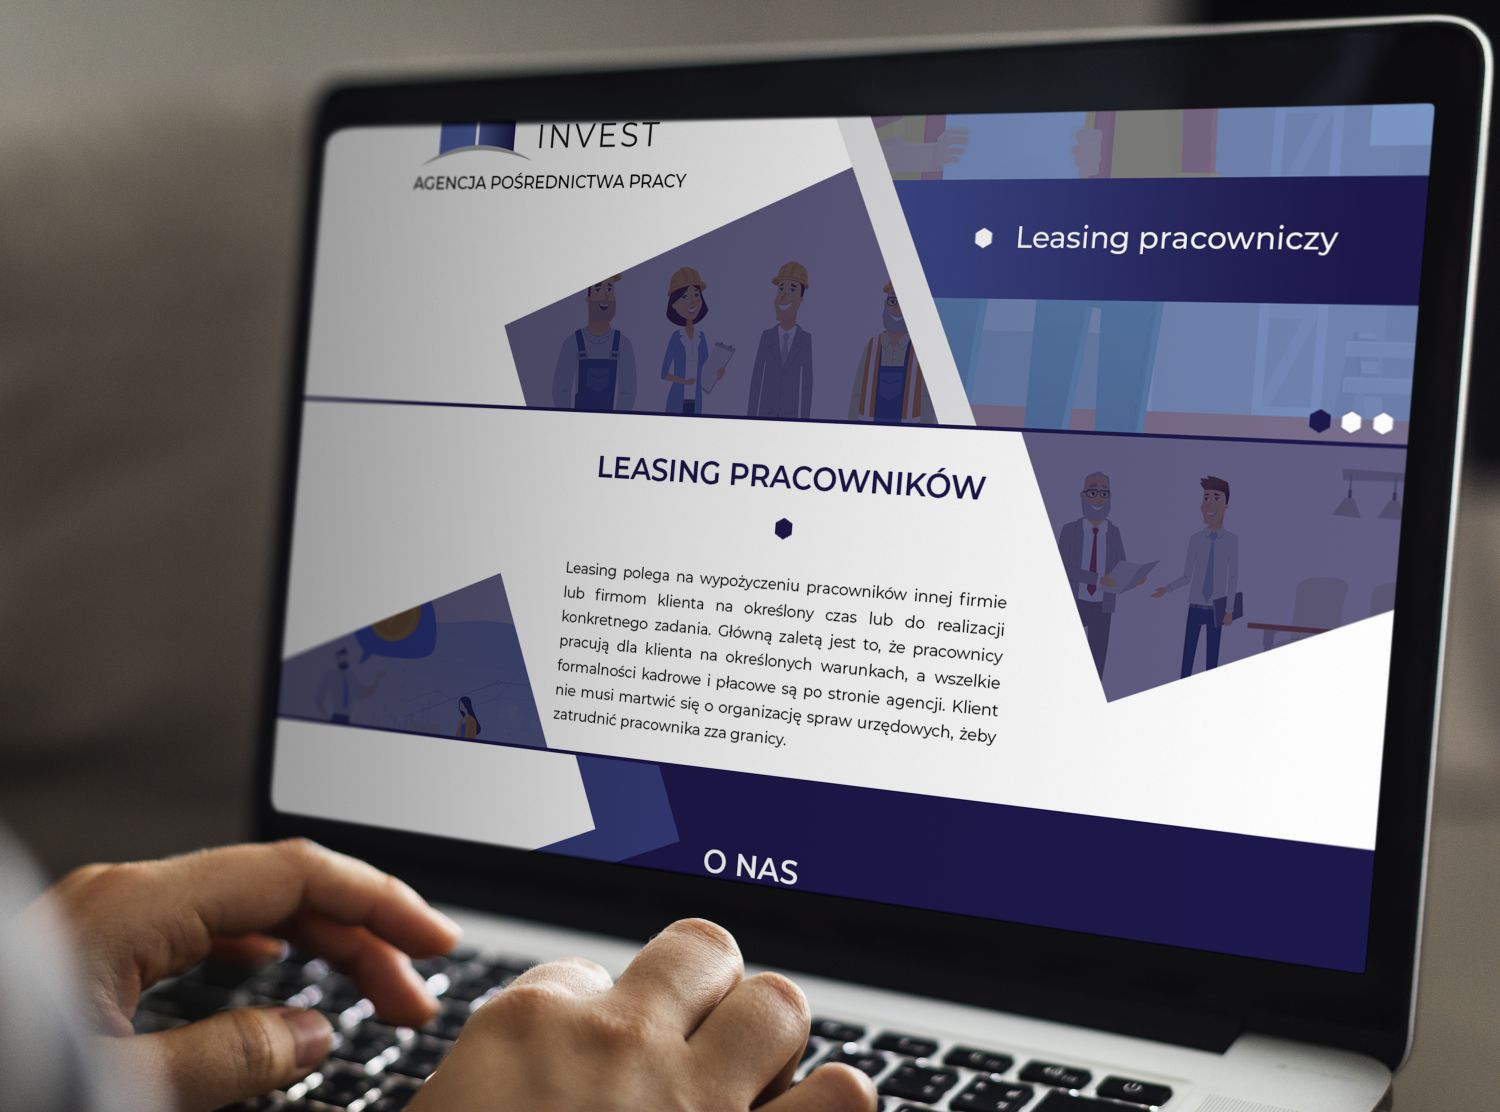 INVEST
AGENCJA POŚREDNICTWA PRACY
Leasing pracowniczy
LEASING PRACOWNIKÓW
Leasing polega na wypożyczeniu pracowników innej firmie
lub firmom klienta na określony czas lub do realizacji
konkretnego zadania. Główną zaletą jest to, że pracownicy
pracują dla klienta na określonych warunkach, a wszelkie
formalności kadrowe i płacowe są po stronie agencji. Klient
nie musi martwić się o organizację spraw urzędowych, żeby
zatrudnić pracownika zza granicy.
O NAS